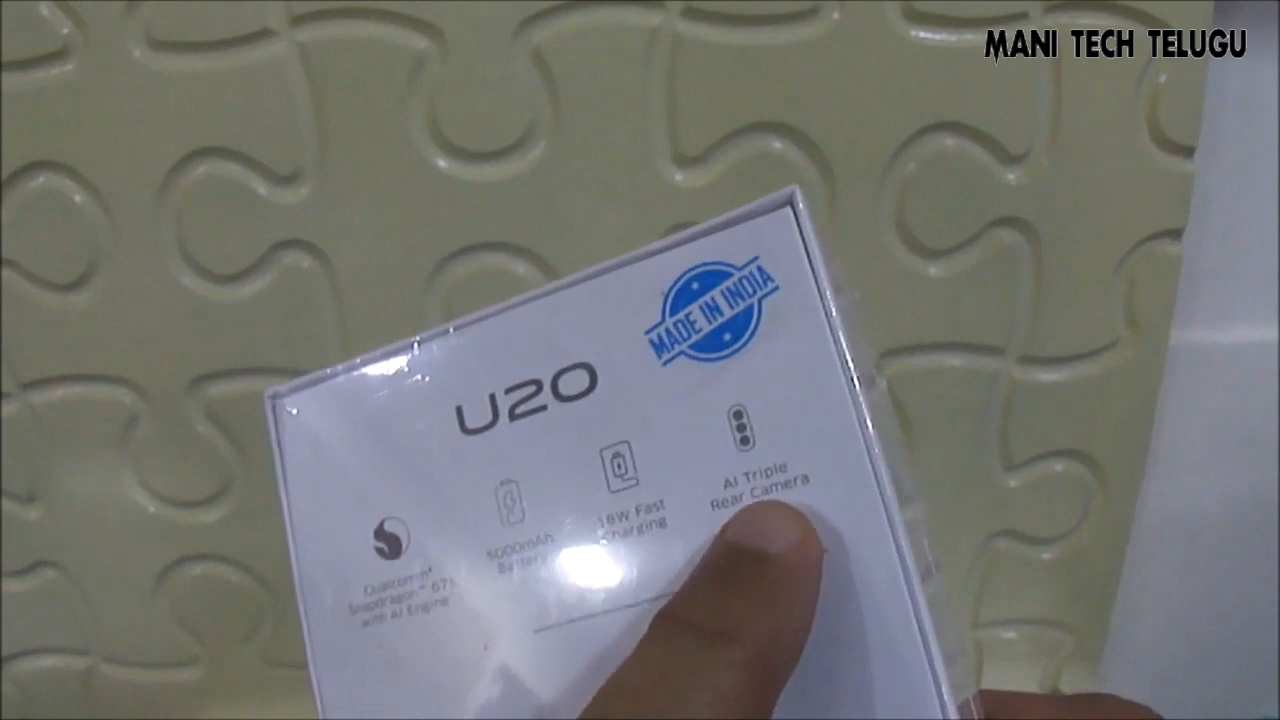 MANI TECH TELUGU
MADE IN INDIA
U20
AI Triple
Rear Camera
18W Fast
Charging
5000mAh
Battery
Qualcomm®
Snapdragon™ 675
with AI Engine